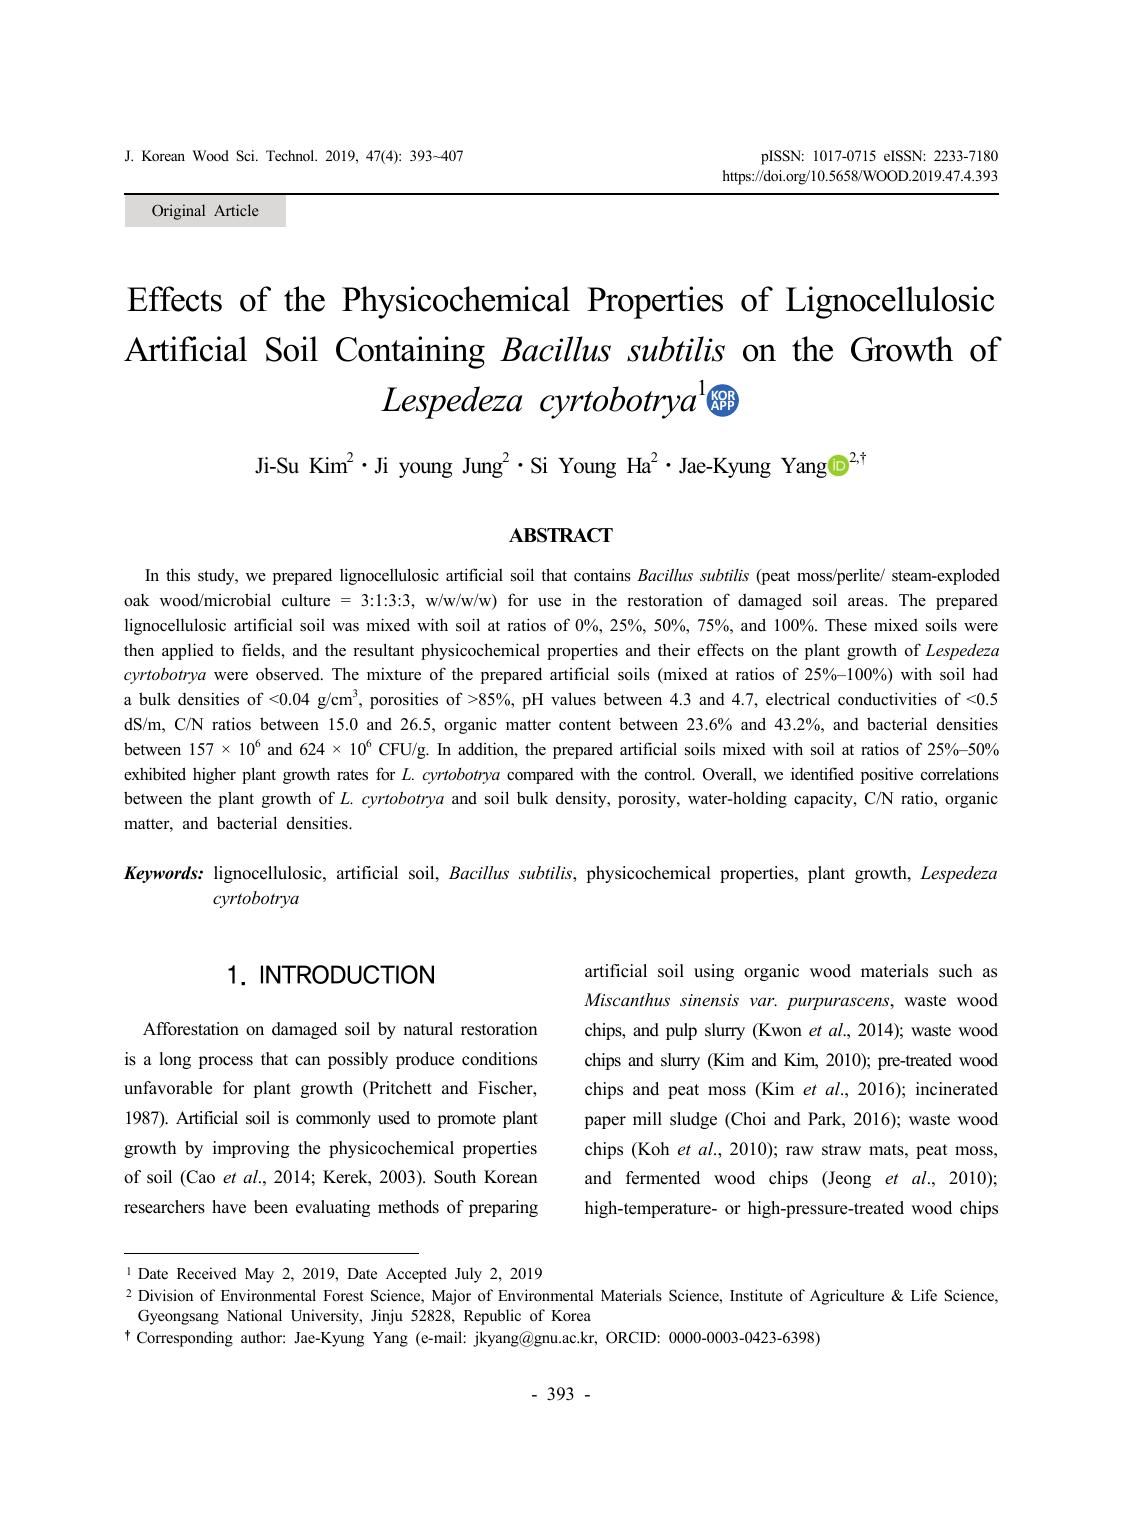 J. Korean Wood Sci. Technol. 2019, 47(4): 393~407
pISSN: 1017-0715 eISSN: 2233-7180
https://doi.org/10.5658/WOOD.2019.47.4.393
Original Article
Effects of the Physicochemical Properties of Lignocellulosic
Artificial Soil Containing Bacillus subtilis on the Growth of
Lespedeza cyrtobotrya1 KOR APP
Ji-Su Kim2 · Ji young Jung2 · Si Young Ha2 · Jae-Kyung Yang iD 2,†
ABSTRACT
In this study, we prepared lignocellulosic artificial soil that contains Bacillus subtilis (peat moss/perlite/ steam-exploded
oak wood/microbial culture = 3:1:3:3, w/w/w/w) for use in the restoration of damaged soil areas. The prepared
lignocellulosic artificial soil was mixed with soil at ratios of 0%, 25%, 50%, 75%, and 100%. These mixed soils were
then applied to fields, and the resultant physicochemical properties and their effects on the plant growth of Lespedeza
cyrtobotrya were observed. The mixture of the prepared artificial soils (mixed at ratios of 25%–100%) with soil had
a bulk densities of <0.04 g/cm3, porosities of >85%, pH values between 4.3 and 4.7, electrical conductivities of <0.5
dS/m, C/N ratios between 15.0 and 26.5, organic matter content between 23.6% and 43.2%, and bacterial densities
between 157 × 10⁶ and 624 × 10⁶ CFU/g. In addition, the prepared artificial soils mixed with soil at ratios of 25%–50%
exhibited higher plant growth rates for L. cyrtobotrya compared with the control. Overall, we identified positive correlations
between the plant growth of L. cyrtobotrya and soil bulk density, porosity, water-holding capacity, C/N ratio, organic
matter, and bacterial densities.
Keywords: lignocellulosic, artificial soil, Bacillus subtilis, physicochemical properties, plant growth, Lespedeza
cyrtobotrya
1. INTRODUCTION
Afforestation on damaged soil by natural restoration
is a long process that can possibly produce conditions
unfavorable for plant growth (Pritchett and Fischer,
1987). Artificial soil is commonly used to promote plant
growth by improving the physicochemical properties
of soil (Cao et al., 2014; Kerek, 2003). South Korean
researchers have been evaluating methods of preparing
artificial soil using organic wood materials such as
Miscanthus sinensis var. purpurascens, waste wood
chips, and pulp slurry (Kwon et al., 2014); waste wood
chips and slurry (Kim and Kim, 2010); pre-treated wood
chips and peat moss (Kim et al., 2016); incinerated
paper mill sludge (Choi and Park, 2016); waste wood
chips (Koh et al., 2010); raw straw mats, peat moss,
and fermented wood chips (Jeong et al., 2010);
high-temperature- or high-pressure-treated wood chips
1 Date Received May 2, 2019, Date Accepted July 2, 2019
2 Division of Environmental Forest Science, Major of Environmental Materials Science, Institute of Agriculture & Life Science,
Gyeongsang National University, Jinju 52828, Republic of Korea
† Corresponding author: Jae-Kyung Yang (e-mail: jkyang@gnu.ac.kr, ORCID: 0000-0003-0423-6398)
- 393 -